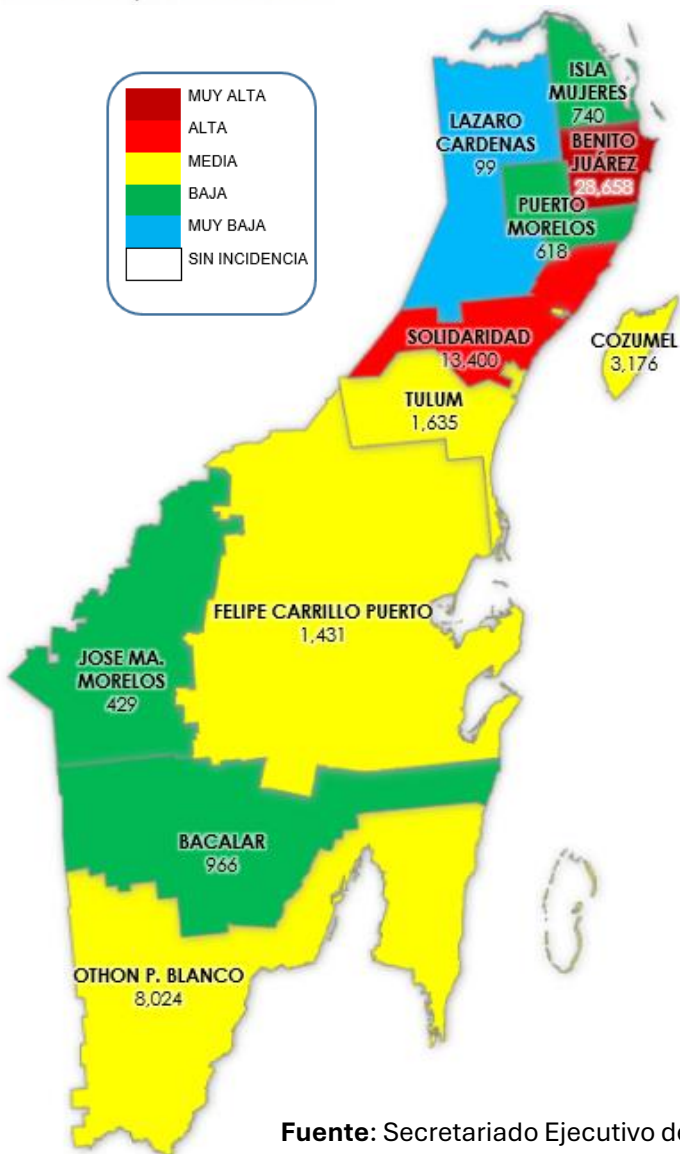 MUY ALTA
ALTA
MEDIA
BAJA
MUY BAJA
SIN INCIDENCIA
ISLA
MUJERES
740
LAZARO
CARDENAS
99
BENITO
JUÁREZ
28,658
PUERTO
MORELOS
618
SOLIDARIDAD
13,400
COZUMEL
3,176
TULUM
1,635
FELIPE CARRILLO PUERTO
1,431
JOSE MA.
MORELOS
429
BACALAR
966
OTHON P. BLANCO
8,024
Fuente: Secretariado Ejecutivo de